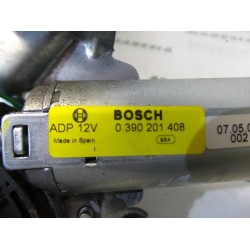 BOSCH
ADP 12V
0 390 201 408
Made in Spain
984
07.05.0
002